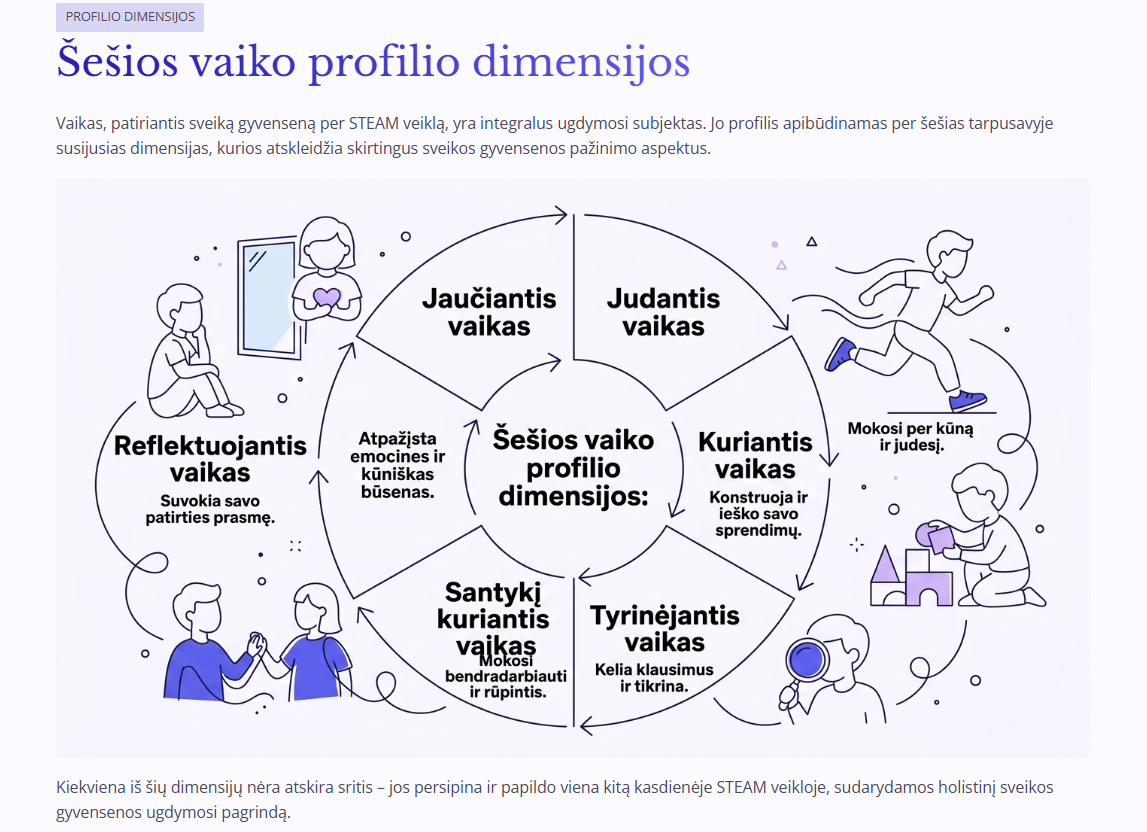 PROFILIO DIMENSIJOS
Šešios vaiko profilio dimensijos
Vaikas, patiriantis sveiką gyvenseną per STEAM veiklą, yra integralus ugdymosi subjektas. Jo profilis apibūdinamas per šešias tarpusavyje
susijusias dimensijas, kurios atskleidžia skirtingus sveikos gyvensenos pažinimo aspektus.
Jaučiantis
vaikas
Judantis
vaikas
Mokosi per kūną
ir judesį.
Reflektuojantis
vaikas
Suvokia savo
patirties prasmę.
Atpažįsta
emocines ir
kūniškas
būsenas.
Šešios vaiko
profilio
dimensijos:
Kuriantis
vaikas
Konstruoja ir
ieško savo
sprendimų.
Santykį
kuriantis
vaikas
Mokosi
bendradarbiauti
ir rūpintis.
Tyrinėjantis
vaikas
Kelia klausimus
ir tikrina.
Kiekviena iš šių dimensijų nėra atskira sritis – jos persipina ir papildo viena kitą kasdienėje STEAM veikloje, sudarydamos holistinį sveikos
gyvensenos ugdymosi pagrindą.